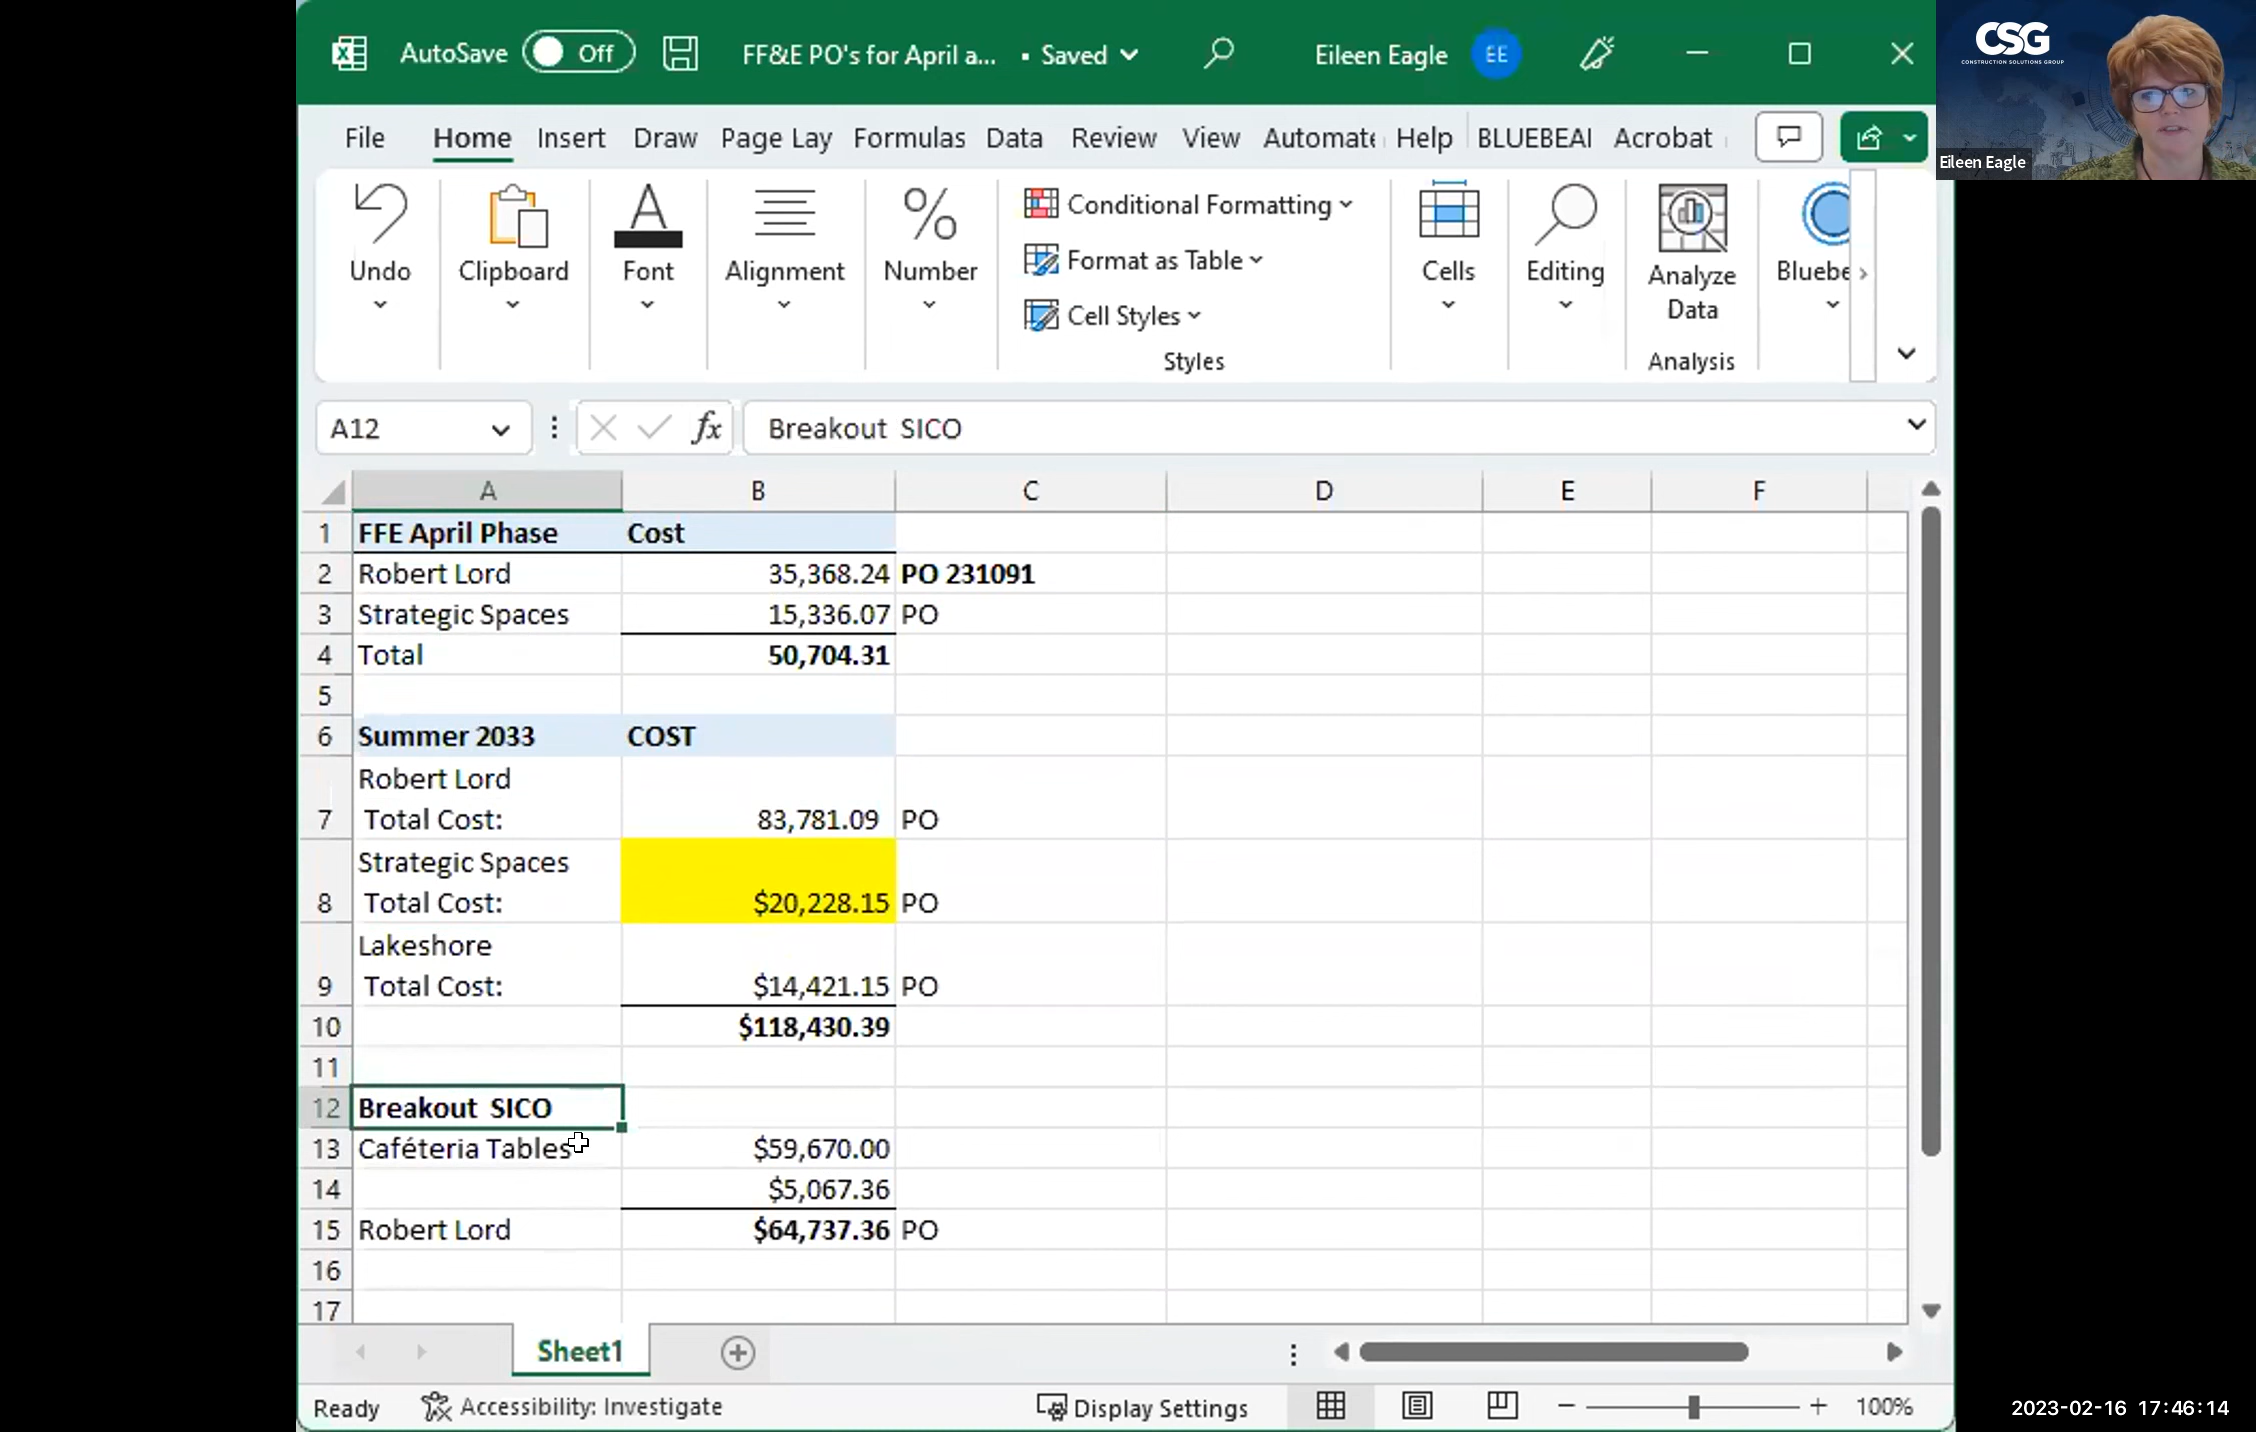 AutoSave Off FF&E PO's for April a... • Saved Eileen Eagle EE
CSG
CONSTRUCTION SOLUTIONS GROUP
Eileen Eagle
File Home Insert Draw Page Lay Formulas Data Review View Automate Help BLUEBEAI Acrobat
Undo Clipboard Font Alignment Number Conditional Formatting Format as Table Cell Styles Cells Editing Analyze Data Bluebe
Styles Analysis
A12 fx Breakout  SICO
A B C D E F
1 FFE April Phase Cost
2 Robert Lord 35,368.24 PO 231091
3 Strategic Spaces 15,336.07 PO
4 Total 50,704.31
5
6 Summer 2033 COST
Robert Lord
7 Total Cost: 83,781.09 PO
Strategic Spaces
8 Total Cost: $20,228.15 PO
Lakeshore
9 Total Cost: $14,421.15 PO
10 $118,430.39
11
12 Breakout  SICO
13 Caféteria Tables $59,670.00
14 $5,067.36
15 Robert Lord $64,737.36 PO
16
17
Sheet1
Ready Accessibility: Investigate Display Settings 100%
2023-02-16 17:46:14